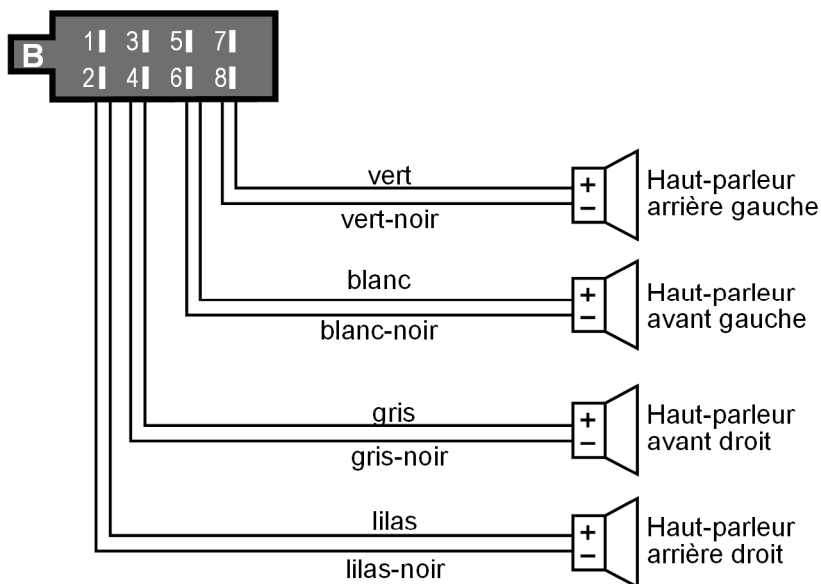 B
1 3 5 7
2 4 6 8
vert
+
−
vert-noir
Haut-parleur
arrière gauche
blanc
+
−
blanc-noir
Haut-parleur
avant gauche
gris
+
−
gris-noir
Haut-parleur
avant droit
lilas
+
−
lilas-noir
Haut-parleur
arrière droit